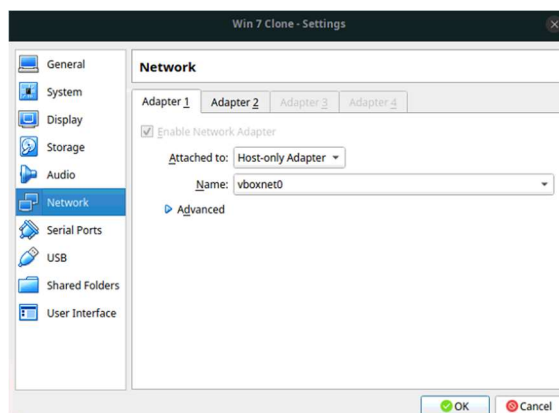 Win 7 Clone - Settings
General
System
Display
Storage
Audio
Network
Serial Ports
USB
Shared Folders
User Interface
Network
Adapter 1 Adapter 2 Adapter 3 Adapter 4
Enable Network Adapter
Attached to: Host-only Adapter
Name: vboxnet0
Advanced
OK Cancel